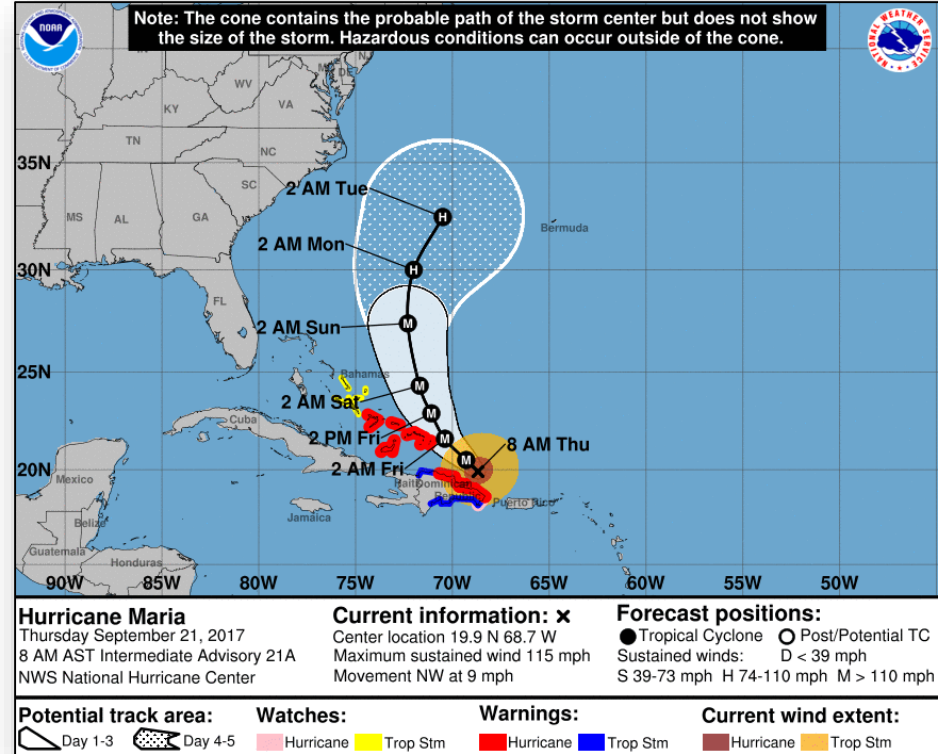 Note: The cone contains the probable path of the storm center but does not show
the size of the storm. Hazardous conditions can occur outside of the cone.
NOAA
NATIONAL WEATHER SERVICE
WV
KY
VA
DE
TN
NC
35N
SC
2 AM Tue
MS
AL
GA
Bermuda
2 AM Mon
30N
FL
2 AM Sun
25N
Bahamas
2 AM Sat
Cuba
2 PM Fri
8 AM Thu
2 AM Fri
20N
Mexico
Haiti
Dominican
Republic
Puerto Rico
Jamaica
Belize
Guatemala
Honduras
90W 85W 80W 75W 70W 65W 60W 55W 50W
H
H
M
M
M
M
M
Hurricane Maria
Thursday September 21, 2017
8 AM AST Intermediate Advisory 21A
NWS National Hurricane Center
Current information: ×
Center location 19.9 N 68.7 W
Maximum sustained wind 115 mph
Movement NW at 9 mph
Forecast positions:
Tropical Cyclone Post/Potential TC
Sustained winds: D < 39 mph
S 39-73 mph H 74-110 mph M > 110 mph
Potential track area:
Day 1-3 Day 4-5
Watches:
Hurricane Trop Stm
Warnings:
Hurricane Trop Stm
Current wind extent:
Hurricane Trop Stm